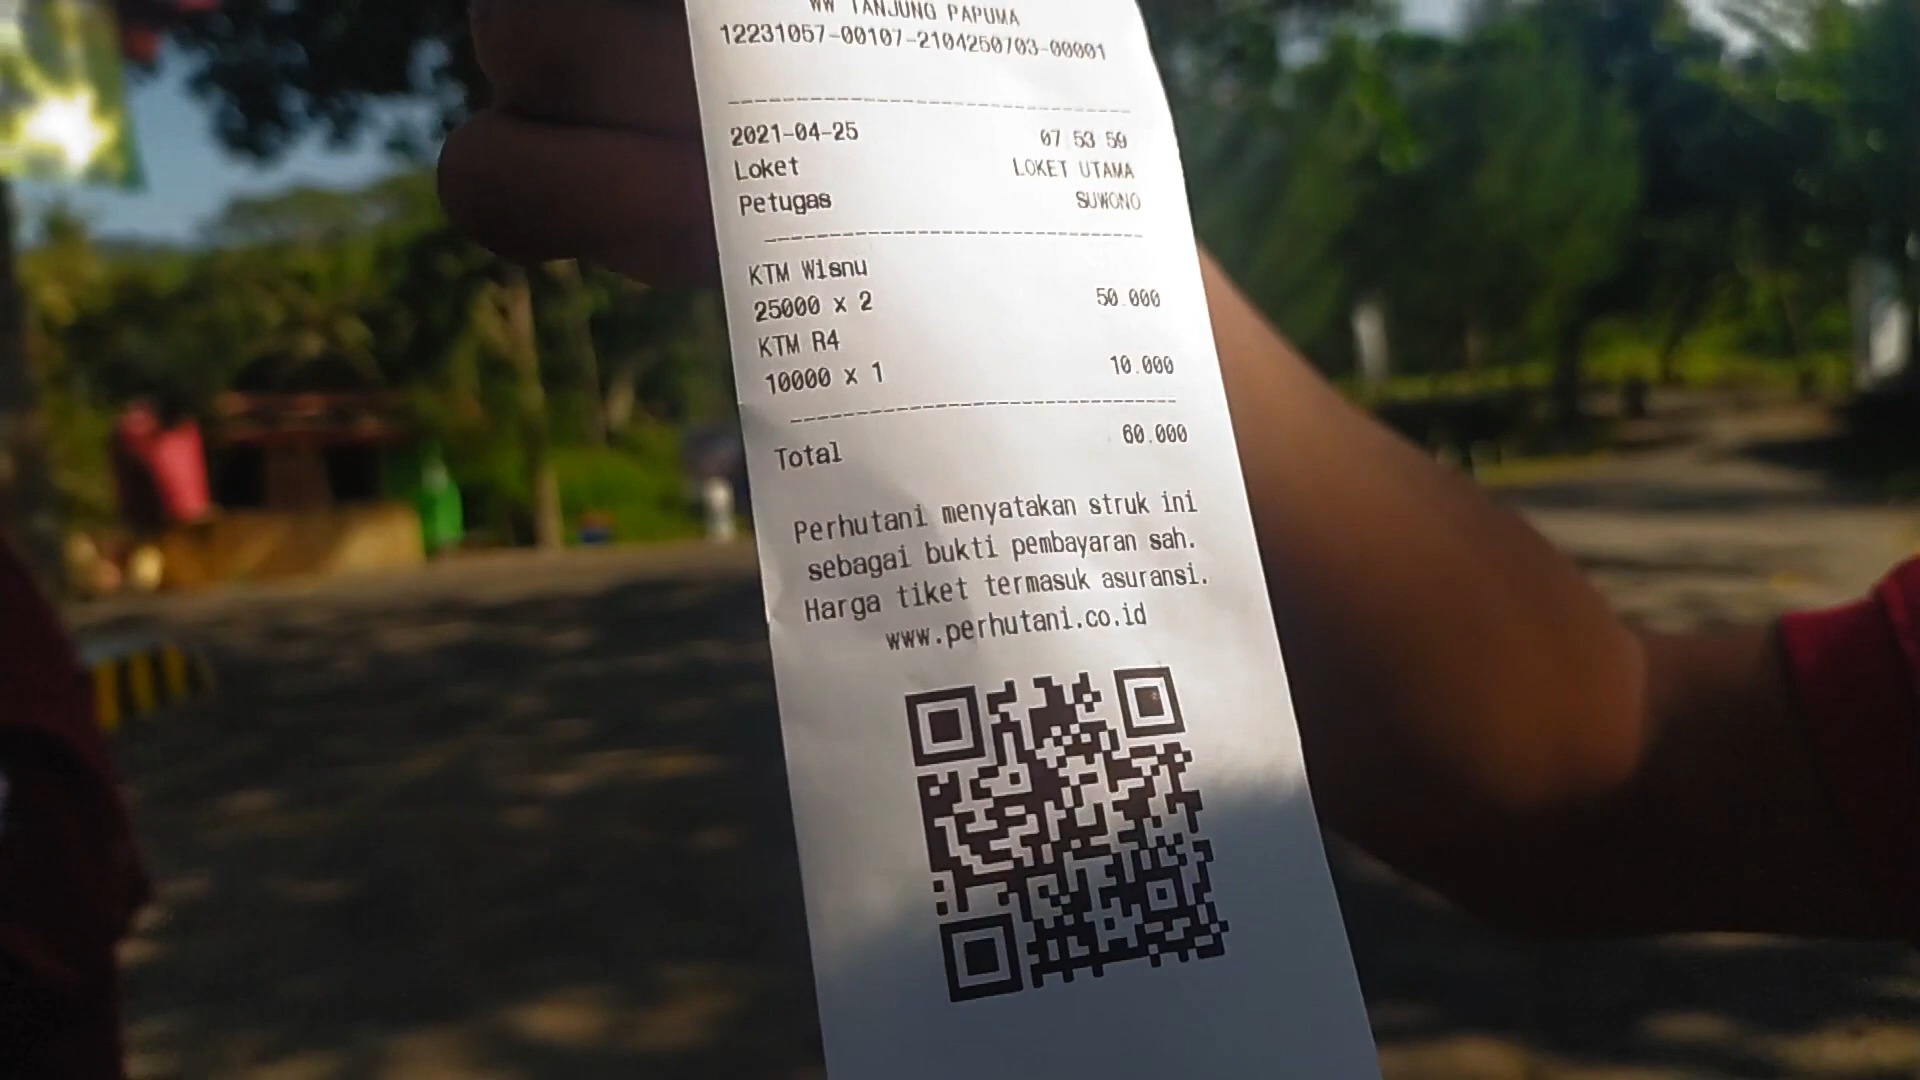 WW TANJUNG PAPUMA
12231057-00107-2104250703-00001
2021-04-25 07:53:59
Loket LOKET UTAMA
Petugas SUWONO
KTM Wisnu
25000 x 2 50.000
KTM R4
10000 x 1 10.000
Total 60.000
Perhutani menyatakan struk ini
sebagai bukti pembayaran sah.
Harga tiket termasuk asuransi.
www.perhutani.co.id